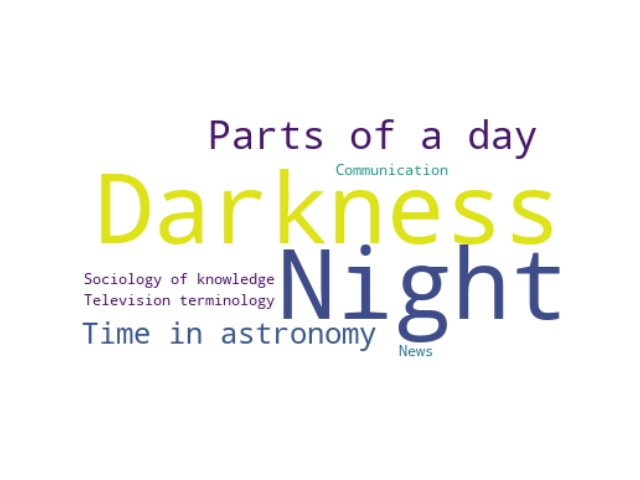 Parts of a day
Communication
Darkness
Night
Sociology of knowledge
Television terminology
Time in astronomy
News